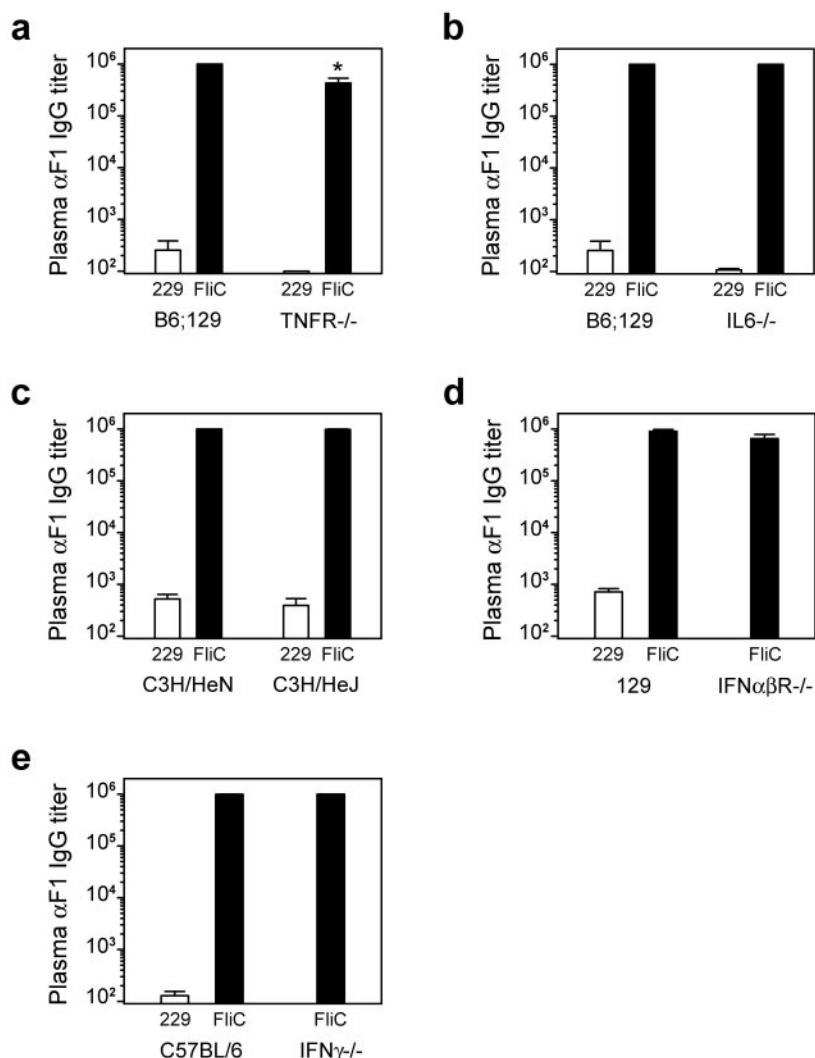 a
Plasma αF1 IgG titer
10⁶
10⁵
10⁴
10³
10²
*
229 FliC 229 FliC
B6;129 TNFR-/-
b
Plasma αF1 IgG titer
10⁶
10⁵
10⁴
10³
10²
229 FliC 229 FliC
B6;129 IL6-/-
c
Plasma αF1 IgG titer
10⁶
10⁵
10⁴
10³
10²
229 FliC 229 FliC
C3H/HeN C3H/HeJ
d
Plasma αF1 IgG titer
10⁶
10⁵
10⁴
10³
10²
229 FliC FliC
129 IFNαβR-/-
e
Plasma αF1 IgG titer
10⁶
10⁵
10⁴
10³
10²
229 FliC FliC
C57BL/6 IFNγ-/-